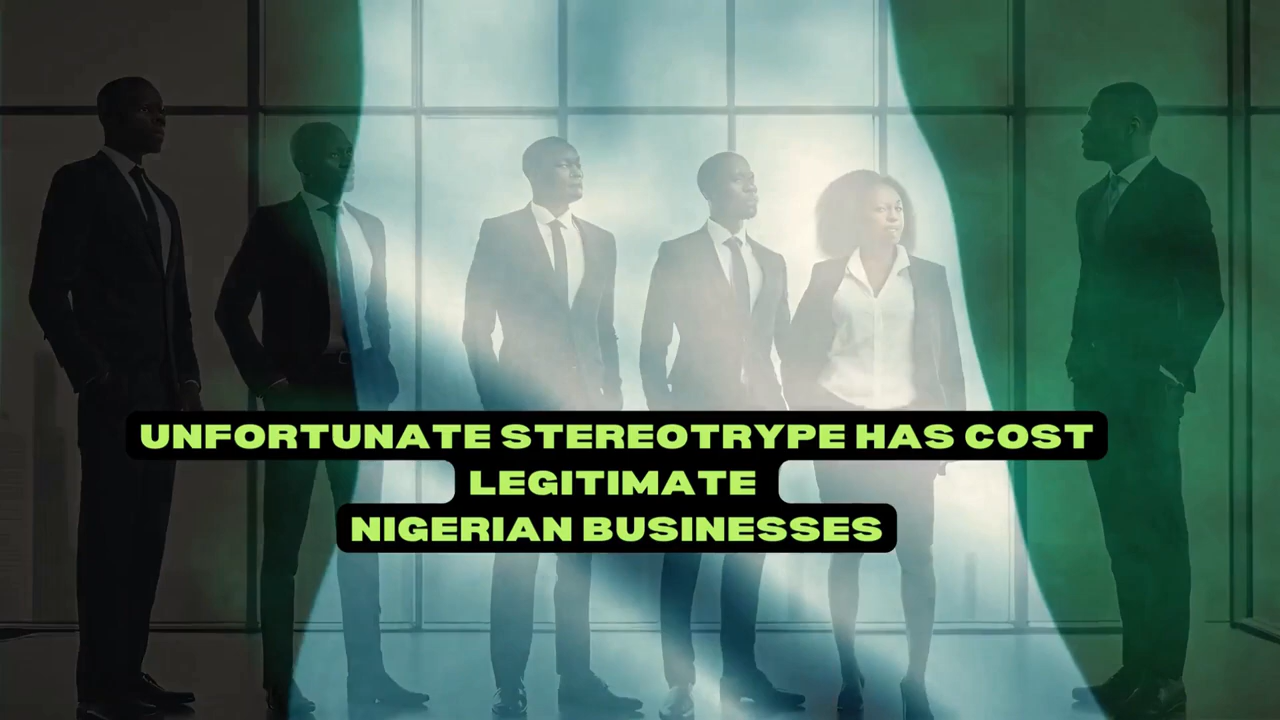 UNFORTUNATE STEREOTRYPE HAS COST
LEGITIMATE
NIGERIAN BUSINESSES